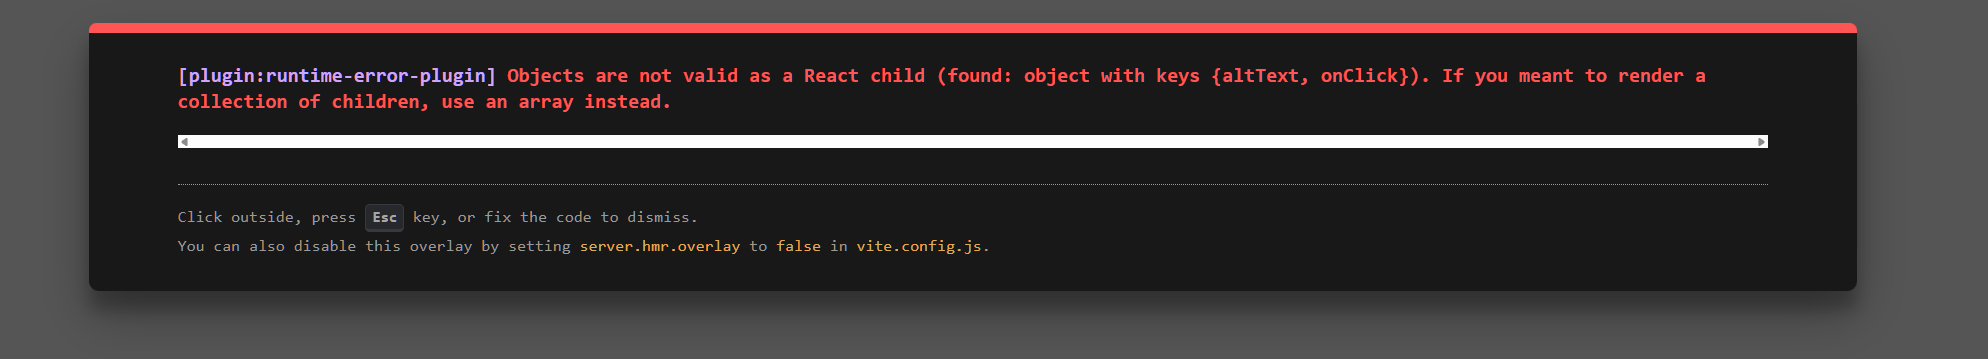 [plugin:runtime-error-plugin] Objects are not valid as a React child (found: object with keys {altText, onClick}). If you meant to render a
collection of children, use an array instead.
Click outside, press Esc key, or fix the code to dismiss.
You can also disable this overlay by setting server.hmr.overlay to false in vite.config.js.